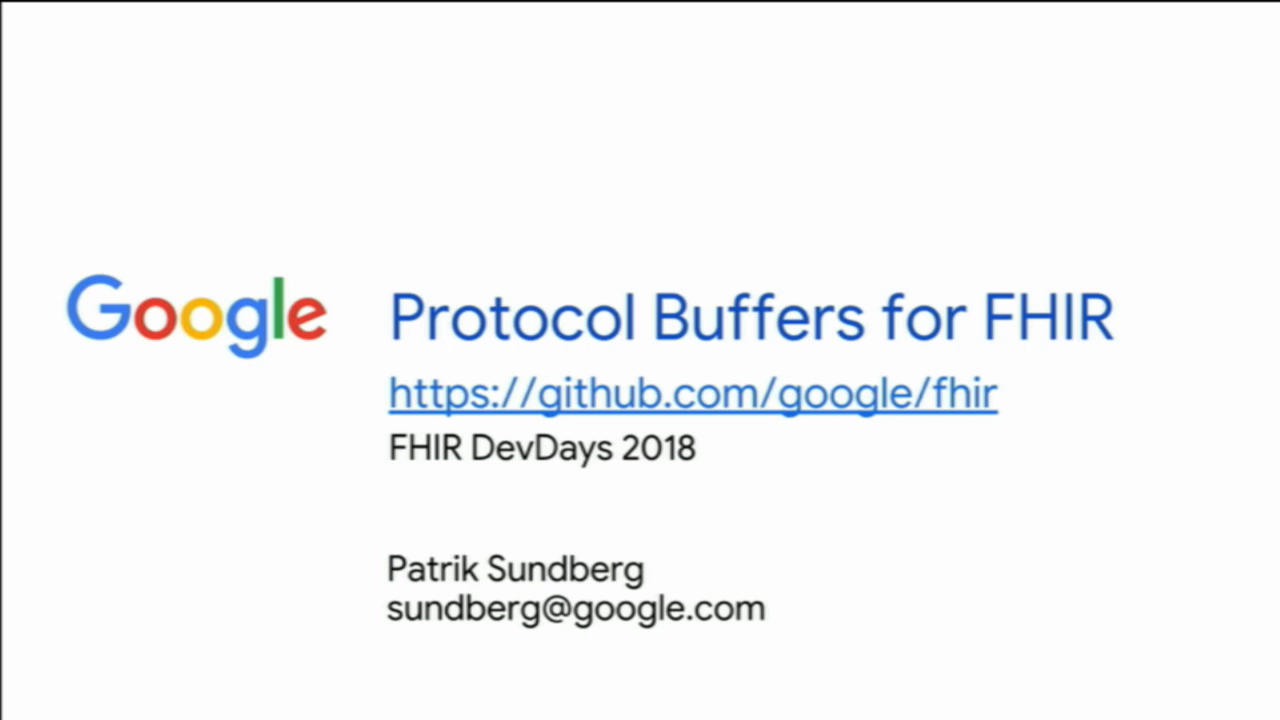 Google
Protocol Buffers for FHIR
https://github.com/google/fhir
FHIR DevDays 2018
Patrik Sundberg
sundberg@google.com